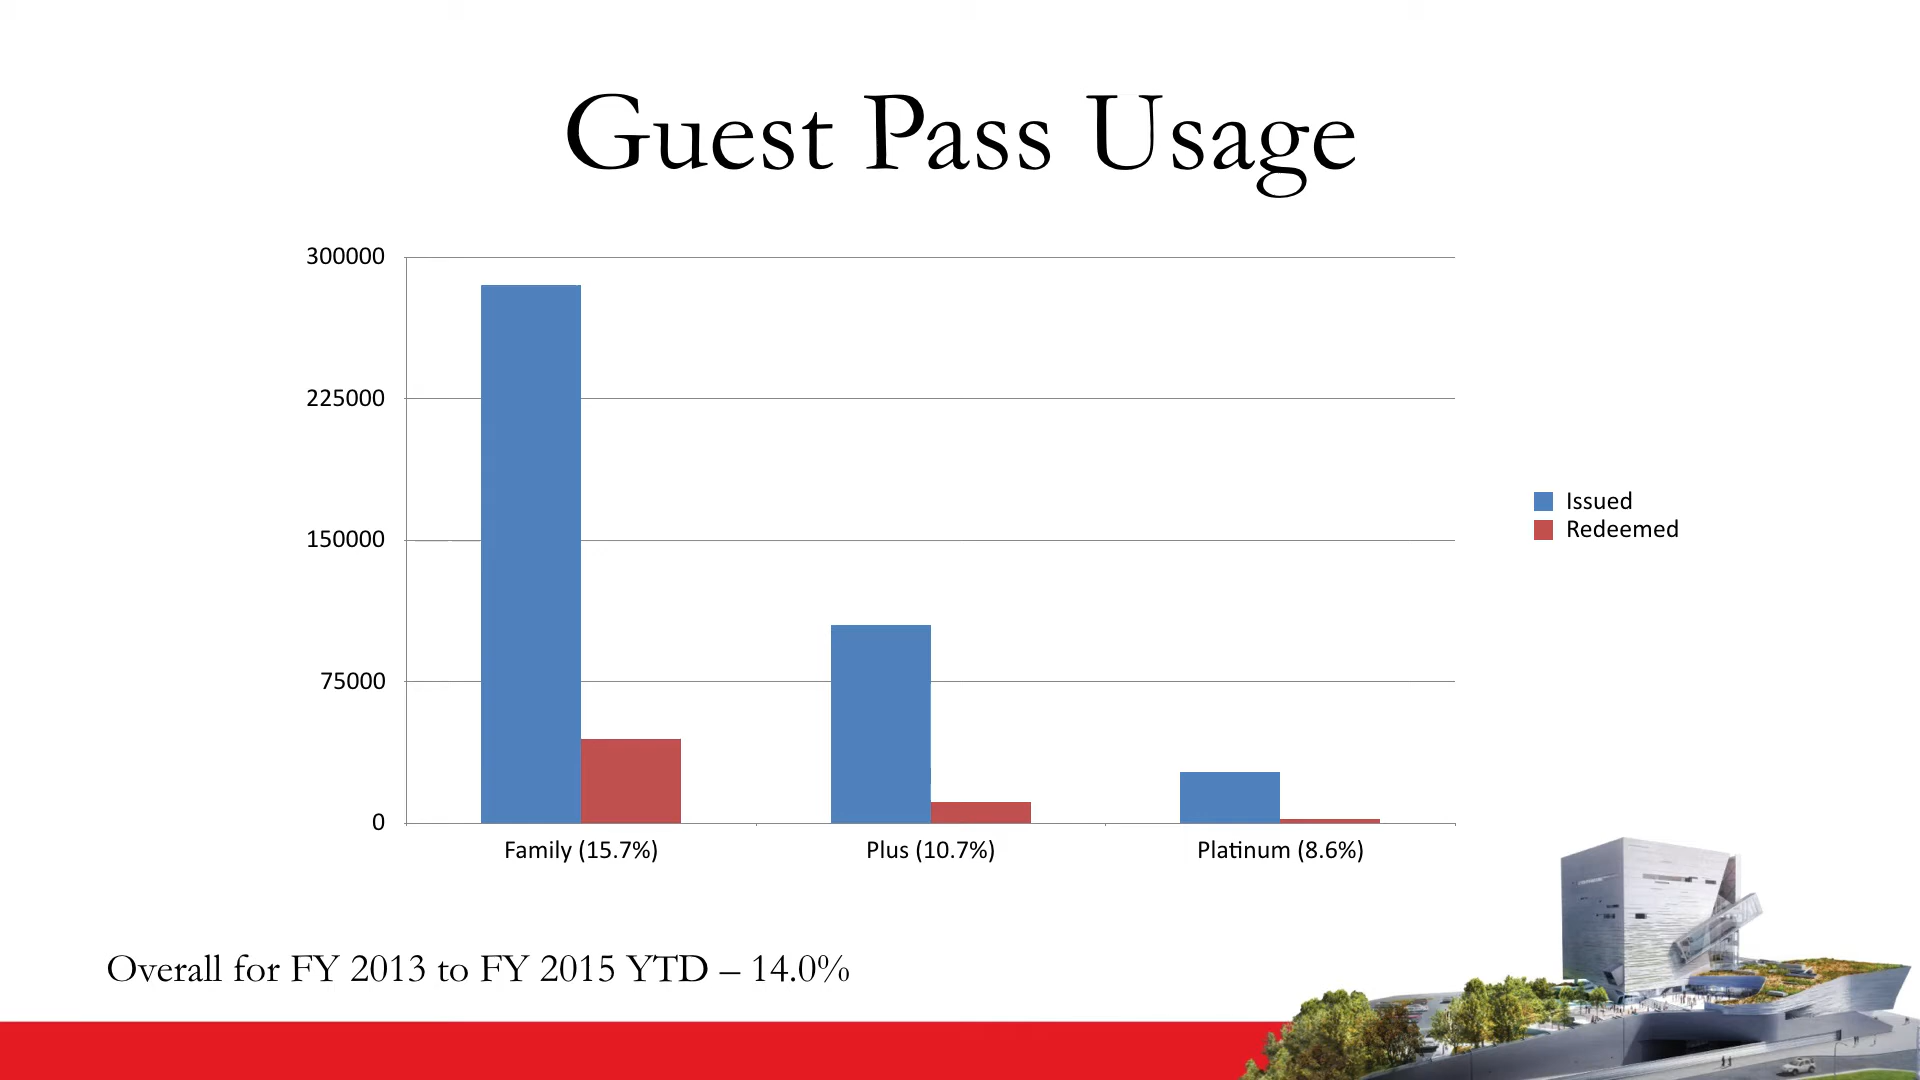 Guest Pass Usage
300000
225000
150000
75000
0
Issued
Redeemed
Family (15.7%)
Plus (10.7%)
Platinum (8.6%)
Overall for FY 2013 to FY 2015 YTD – 14.0%